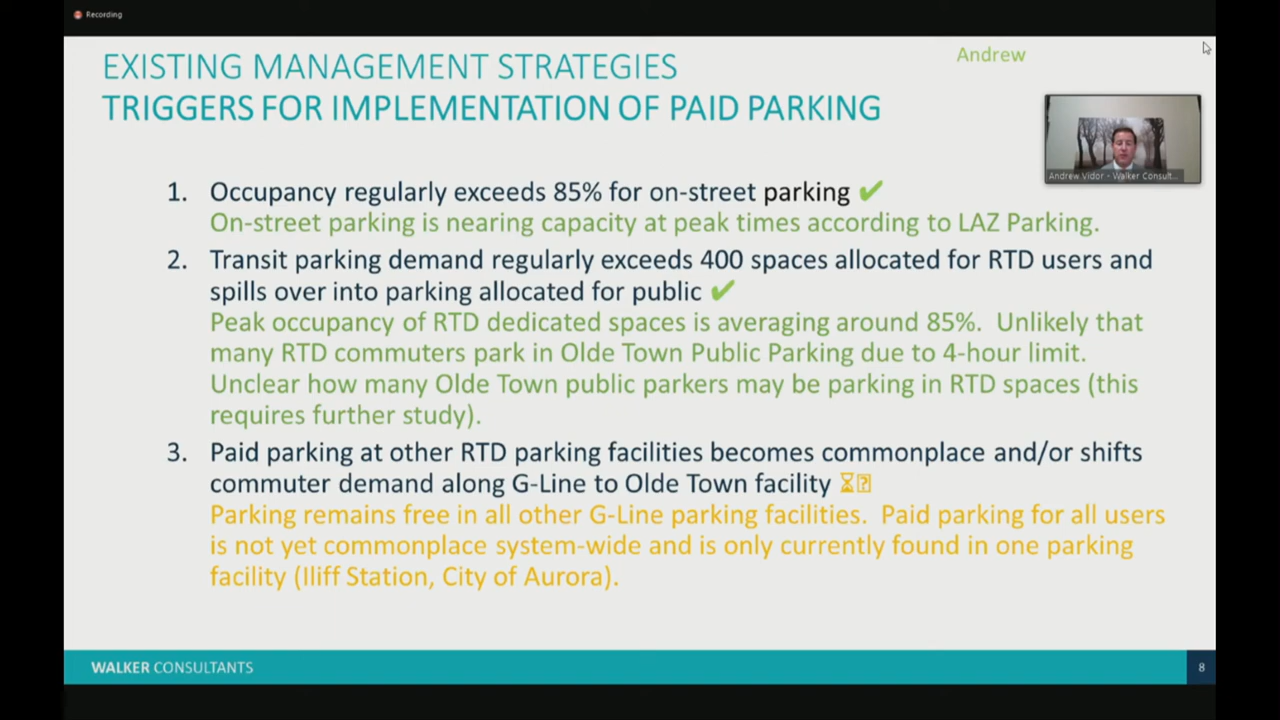 Recording
EXISTING MANAGEMENT STRATEGIES
Andrew
TRIGGERS FOR IMPLEMENTATION OF PAID PARKING
Andrew Vidor - Walker Consult...
1. Occupancy regularly exceeds 85% for on-street parking ✔
On-street parking is nearing capacity at peak times according to LAZ Parking.
2. Transit parking demand regularly exceeds 400 spaces allocated for RTD users and
spills over into parking allocated for public ✔
Peak occupancy of RTD dedicated spaces is averaging around 85%. Unlikely that
many RTD commuters park in Olde Town Public Parking due to 4-hour limit.
Unclear how many Olde Town public parkers may be parking in RTD spaces (this
requires further study).
3. Paid parking at other RTD parking facilities becomes commonplace and/or shifts
commuter demand along G-Line to Olde Town facility ⌛︎
Parking remains free in all other G-Line parking facilities. Paid parking for all users
is not yet commonplace system-wide and is only currently found in one parking
facility (Iliff Station, City of Aurora).
WALKER CONSULTANTS
8